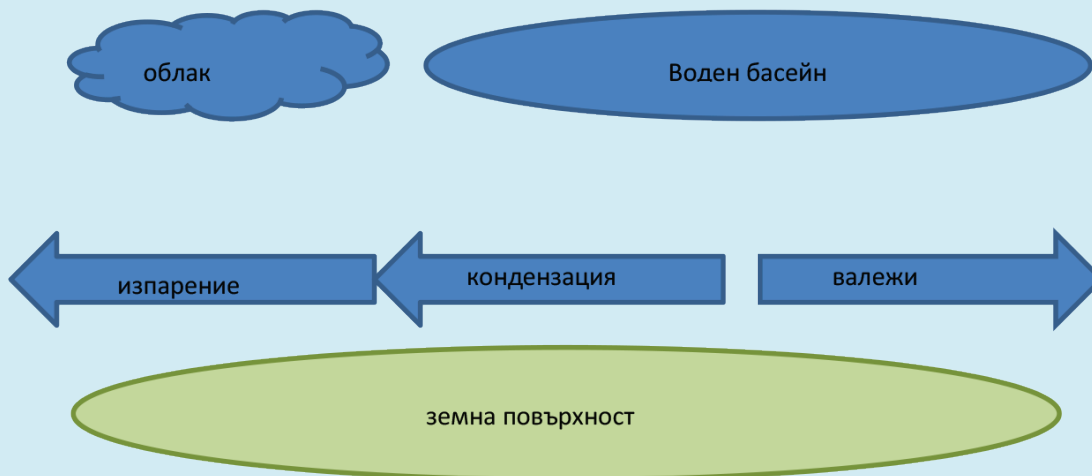 облак
Воден басейн
изпарение
кондензация
валежи
земна повърхност